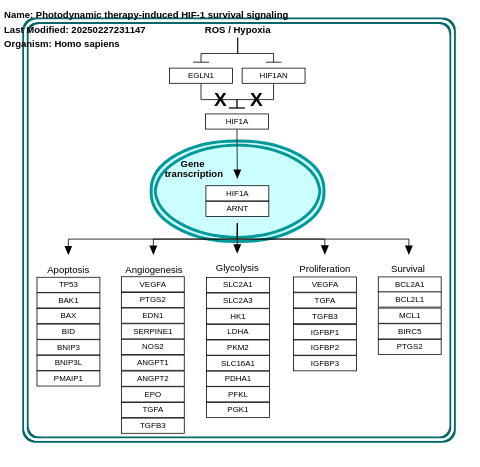 Name: Photodynamic therapy-induced HIF-1 survival signaling
Last Modified: 20250227231147
Organism: Homo sapiens
ROS / Hypoxia
EGLN1
HIF1AN
X X
HIF1A
Gene
transcription
HIF1A
ARNT
Apoptosis
TP53
BAK1
BAX
BID
BNIP3
BNIP3L
PMAIP1
Angiogenesis
VEGFA
PTGS2
EDN1
SERPINE1
NOS2
ANGPT1
ANGPT2
EPO
TGFA
TGFB3
Glycolysis
SLC2A1
SLC2A3
HK1
LDHA
PKM2
SLC16A1
PDHA1
PFKL
PGK1
Proliferation
VEGFA
TGFA
TGFB3
IGFBP1
IGFBP2
IGFBP3
Survival
BCL2A1
BCL2L1
MCL1
BIRC5
PTGS2